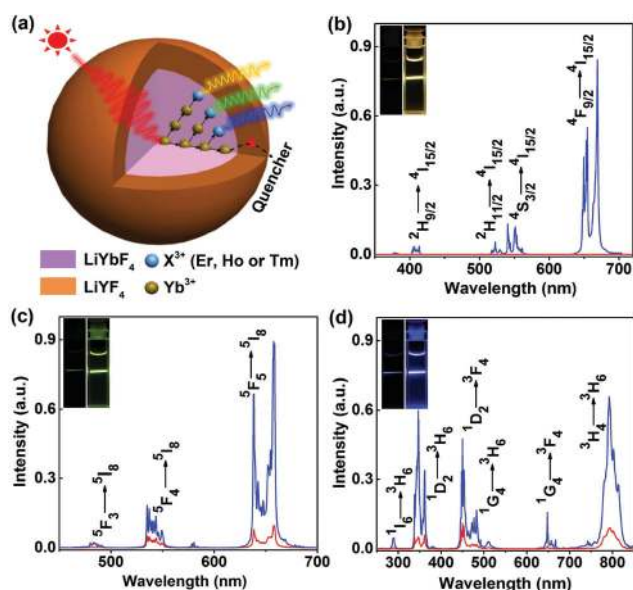 (a)
Quencher
LiYbF₄
X³⁺ (Er, Ho or Tm)
LiYF₄
Yb³⁺
(b)
Intensity (a.u.)
0.9
0.6
0.3
0.0
400
500
600
700
Wavelength (nm)
²H₉/₂ ⁴I₁₅/₂
²H₁₁/₂ ⁴I₁₅/₂
⁴S₃/₂ ⁴I₁₅/₂
⁴F₉/₂ ⁴I₁₅/₂
(c)
Intensity (a.u.)
0.9
0.6
0.3
0.0
500
600
700
Wavelength (nm)
⁵F₃ ⁵I₈
⁵F₄ ⁵I₈
⁵F₅ ⁵I₈
(d)
Intensity (a.u.)
0.9
0.6
0.3
0.0
300
400
500
600
700
800
Wavelength (nm)
¹I₆ ³H₆
¹D₂ ³H₆
¹D₂ ³F₄
¹G₄ ³H₆
¹G₄ ³F₄
³H₄ ³H₆